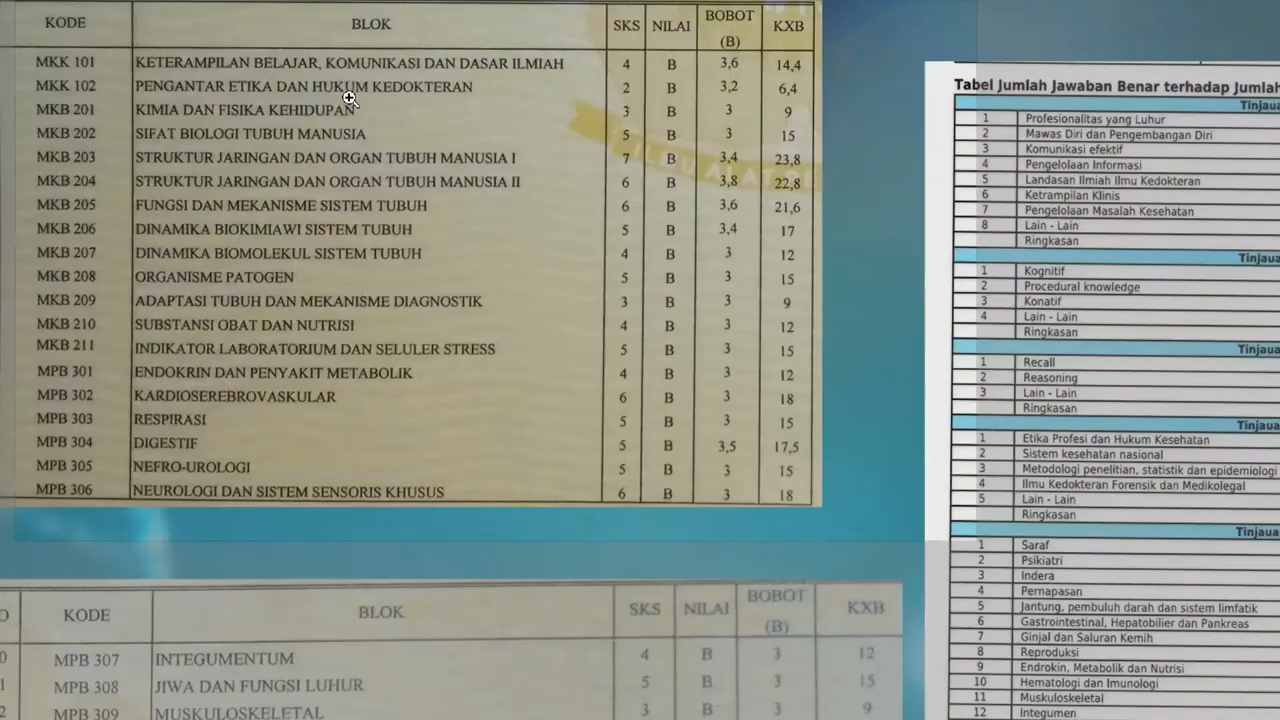 KODE BLOK SKS NILAI BOBOT (B) KXB
MKK 101 KETERAMPILAN BELAJAR, KOMUNIKASI DAN DASAR ILMIAH 4 B 3,6 14,4
MKK 102 PENGANTAR ETIKA DAN HUKUM KEDOKTERAN 2 B 3,2 6,4
MKB 201 KIMIA DAN FISIKA KEHIDUPAN 3 B 3 9
MKB 202 SIFAT BIOLOGI TUBUH MANUSIA 5 B 3 15
MKB 203 STRUKTUR JARINGAN DAN ORGAN TUBUH MANUSIA I 7 B 3,4 23,8
MKB 204 STRUKTUR JARINGAN DAN ORGAN TUBUH MANUSIA II 6 B 3,8 22,8
MKB 205 FUNGSI DAN MEKANISME SISTEM TUBUH 6 B 3,6 21,6
MKB 206 DINAMIKA BIOKIMIAWI SISTEM TUBUH 5 B 3,4 17
MKB 207 DINAMIKA BIOMOLEKUL SISTEM TUBUH 4 B 3 12
MKB 208 ORGANISME PATOGEN 5 B 3 15
MKB 209 ADAPTASI TUBUH DAN MEKANISME DIAGNOSTIK 3 B 3 9
MKB 210 SUBSTANSI OBAT DAN NUTRISI 4 B 3 12
MKB 211 INDIKATOR LABORATORIUM DAN SELULER STRESS 5 B 3 15
MPB 301 ENDOKRIN DAN PENYAKIT METABOLIK 4 B 3 12
MPB 302 KARDIOSEREBROVASKULAR 6 B 3 18
MPB 303 RESPIRASI 5 B 3 15
MPB 304 DIGESTIF 5 B 3,5 17,5
MPB 305 NEFRO-UROLOGI 5 B 3 15
MPB 306 NEUROLOGI DAN SISTEM SENSORIS KHUSUS 6 B 3 18
O KODE BLOK SKS NILAI BOBOT (B) KXB
0 MPB 307 INTEGUMENTUM 4 B 3 12
1 MPB 308 JIWA DAN FUNGSI LUHUR 5 B 3 15
2 MPB 309 MUSKULOSKELETAL 3 B 3 9
Tabel Jumlah Jawaban Benar terhadap Jumlah
Tinjaua
1 Profesionalitas yang Luhur
2 Mawas Diri dan Pengembangan Diri
3 Komunikasi efektif
4 Pengelolaan Informasi
5 Landasan Ilmiah Ilmu Kedokteran
6 Ketrampilan Klinis
7 Pengelolaan Masalah Kesehatan
8 Lain - Lain
Ringkasan
Tinjaua
1 Kognitif
2 Procedural knowledge
3 Konatif
4 Lain - Lain
Ringkasan
Tinjaua
1 Recall
2 Reasoning
3 Lain - Lain
Ringkasan
Tinjaua
1 Etika Profesi dan Hukum Kesehatan
2 Sistem kesehatan nasional
3 Metodologi penelitian, statistik dan epidemiologi
4 Ilmu Kedokteran Forensik dan Medikolegal
5 Lain - Lain
Ringkasan
Tinjaua
1 Saraf
2 Psikiatri
3 Indera
4 Pernapasan
5 Jantung, pembuluh darah dan sistem limfatik
6 Gastrointestinal, Hepatobilier dan Pankreas
7 Ginjal dan Saluran Kemih
8 Reproduksi
9 Endrokin, Metabolik dan Nutrisi
10 Hematologi dan Imunologi
11 Muskuloskeletal
12 Integumen